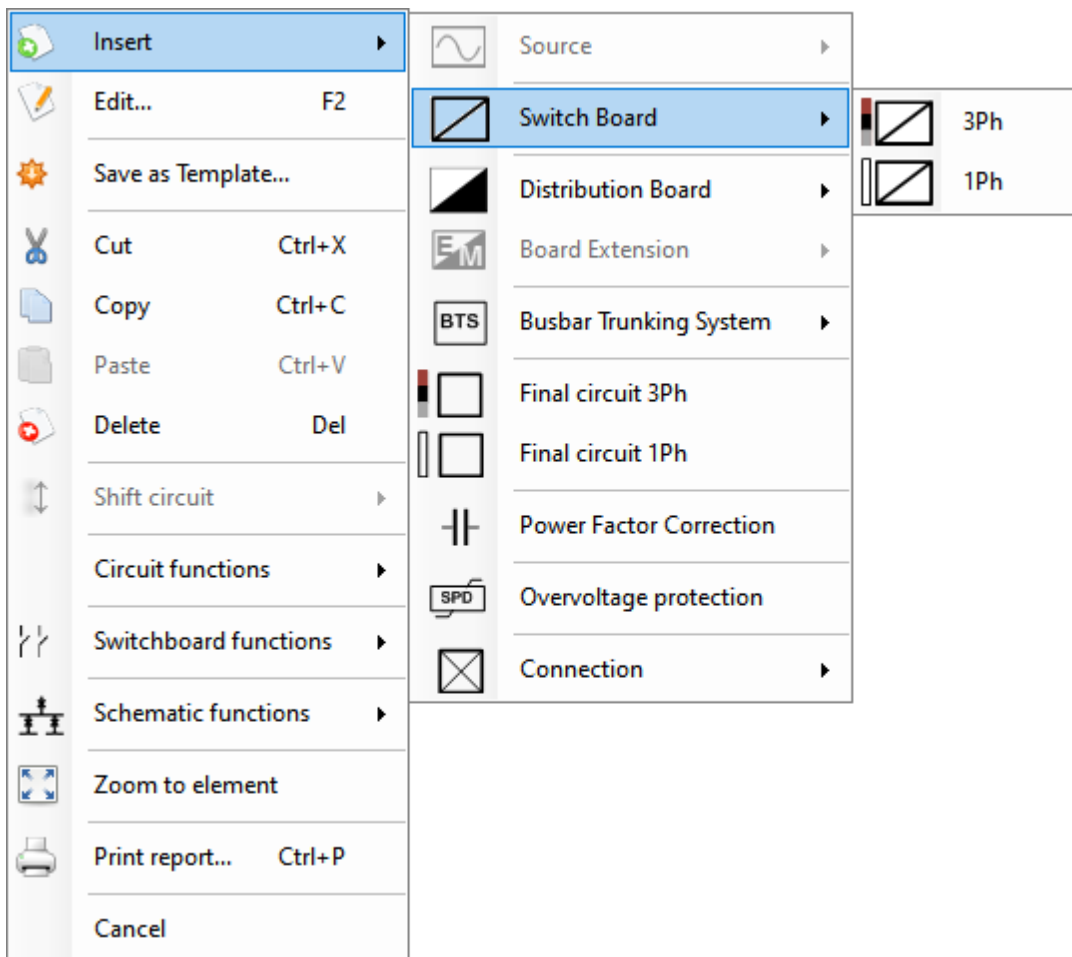 Insert
Edit... F2
Save as Template...
Cut Ctrl+X
Copy Ctrl+C
Paste Ctrl+V
Delete Del
Shift circuit
Circuit functions
Switchboard functions
Schematic functions
Zoom to element
Print report... Ctrl+P
Cancel
Source
Switch Board
Distribution Board
EM Board Extension
BTS Busbar Trunking System
Final circuit 3Ph
Final circuit 1Ph
Power Factor Correction
SPD Overvoltage protection
Connection
3Ph
1Ph